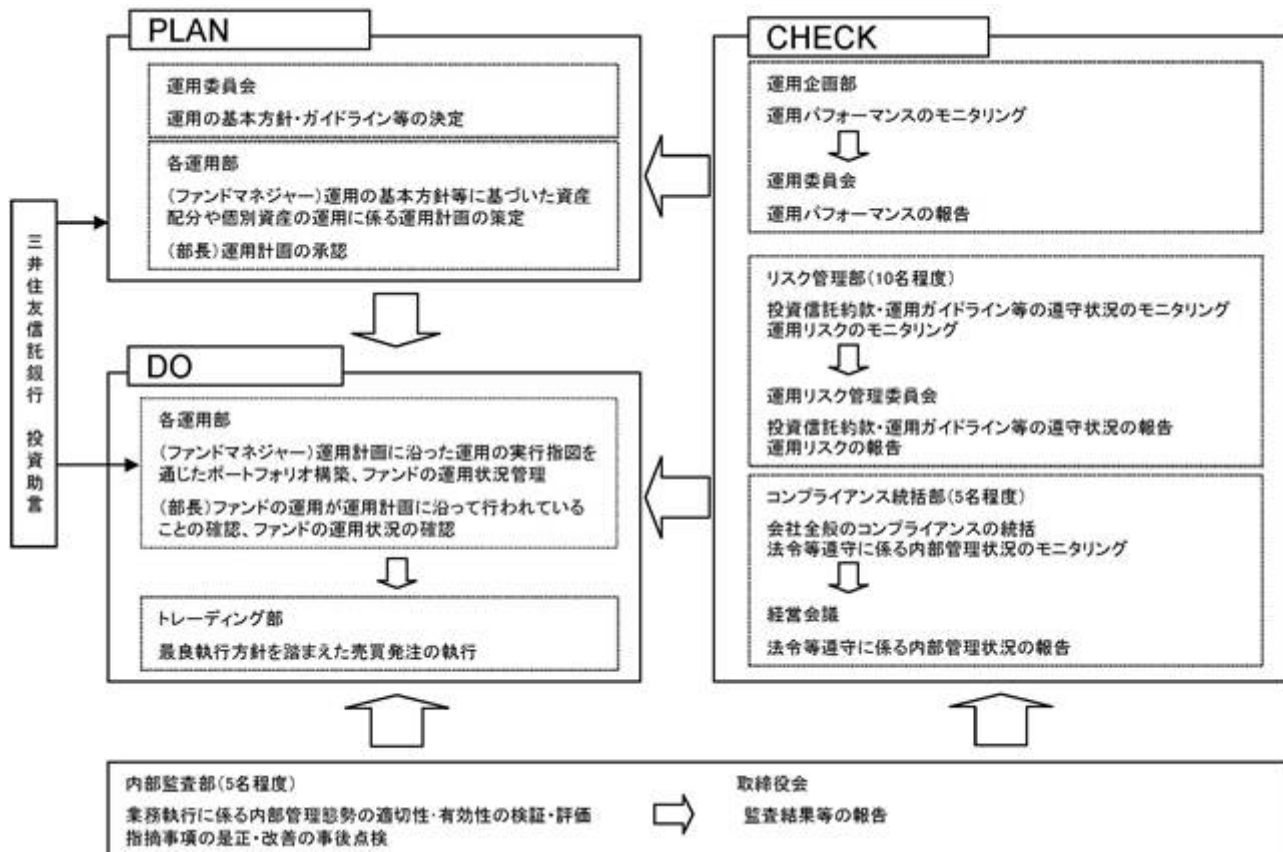 PLAN
運用委員会
運用の基本方針・ガイドライン等の決定
各運用部
(ファンドマネジャー)運用の基本方針等に基づいた資産
配分や個別資産の運用に係る運用計画の策定
(部長)運用計画の承認
三井住友信託銀行 投資助言
DO
各運用部
(ファンドマネジャー)運用計画に沿った運用の実行指図を
通じたポートフォリオ構築、ファンドの運用状況管理
(部長)ファンドの運用が運用計画に沿って行われている
ことの確認、ファンドの運用状況の確認
トレーディング部
最良執行方針を踏まえた売買発注の執行
CHECK
運用企画部
運用パフォーマンスのモニタリング
運用委員会
運用パフォーマンスの報告
リスク管理部(10名程度)
投資信託約款・運用ガイドライン等の遵守状況のモニタリング
運用リスクのモニタリング
運用リスク管理委員会
投資信託約款・運用ガイドライン等の遵守状況の報告
運用リスクの報告
コンプライアンス統括部(5名程度)
会社全般のコンプライアンスの統括
法令等遵守に係る内部管理状況のモニタリング
経営会議
法令等遵守に係る内部管理状況の報告
内部監査部(5名程度)
業務執行に係る内部管理態勢の適切性・有効性の検証・評価
指摘事項の是正・改善の事後点検
取締役会
監査結果等の報告